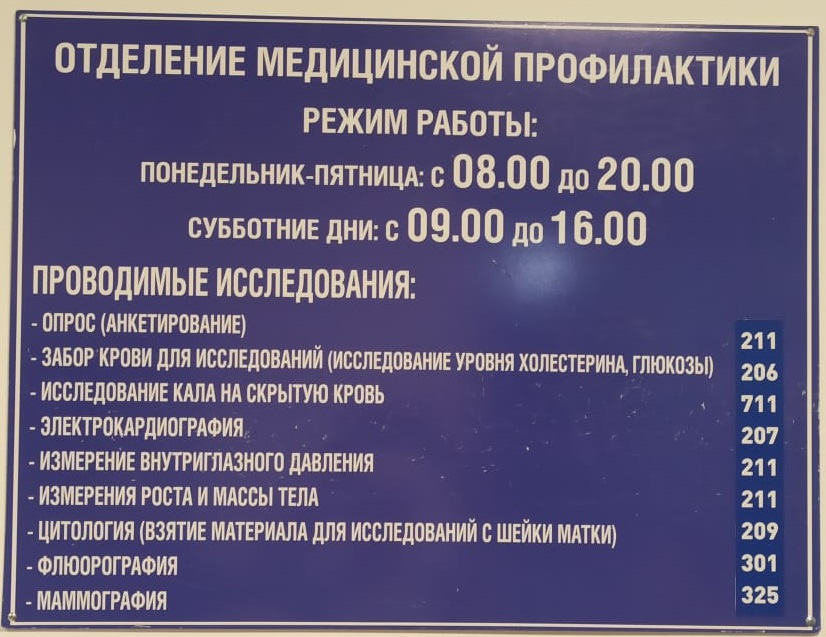 ОТДЕЛЕНИЕ МЕДИЦИНСКОЙ ПРОФИЛАКТИКИ
РЕЖИМ РАБОТЫ:
ПОНЕДЕЛЬНИК-ПЯТНИЦА: С 08.00 ДО 20.00
СУББОТНИЕ ДНИ: С 09.00 ДО 16.00
ПРОВОДИМЫЕ ИССЛЕДОВАНИЯ:
- ОПРОС (АНКЕТИРОВАНИЕ) 211
- ЗАБОР КРОВИ ДЛЯ ИССЛЕДОВАНИЙ (ИССЛЕДОВАНИЕ УРОВНЯ ХОЛЕСТЕРИНА, ГЛЮКОЗЫ) 206
- ИССЛЕДОВАНИЕ КАЛА НА СКРЫТУЮ КРОВЬ 711
- ЭЛЕКТРОКАРДИОГРАФИЯ 207
- ИЗМЕРЕНИЕ ВНУТРИГЛАЗНОГО ДАВЛЕНИЯ 211
- ИЗМЕРЕНИЯ РОСТА И МАССЫ ТЕЛА 211
- ЦИТОЛОГИЯ (ВЗЯТИЕ МАТЕРИАЛА ДЛЯ ИССЛЕДОВАНИЙ С ШЕЙКИ МАТКИ) 209
- ФЛЮОРОГРАФИЯ 301
- МАММОГРАФИЯ 325